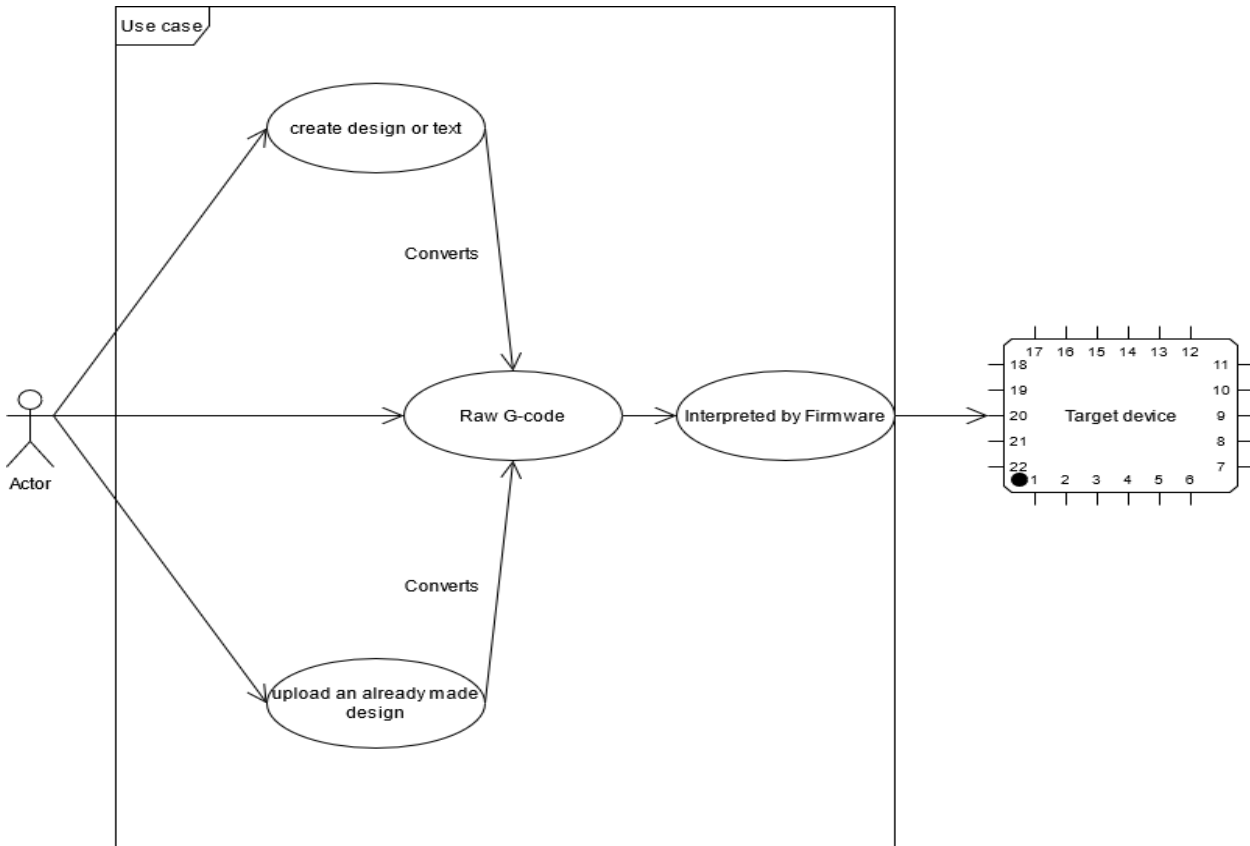 Use case
create design or text
Converts
17 16 15 14 13 12
18 11
19 10
Actor
Raw G-code
Interpreted by Firmware
20 Target device 9
21 8
22 7
1 2 3 4 5 6
Converts
upload an already made
design